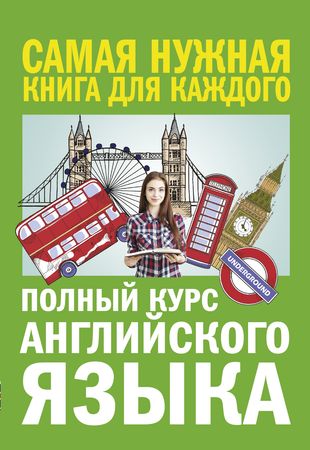 САМАЯ НУЖНАЯ
КНИГА ДЛЯ КАЖДОГО
UNDERGROUND
ПОЛНЫЙ КУРС
АНГЛИЙСКОГО
ЯЗЫКА